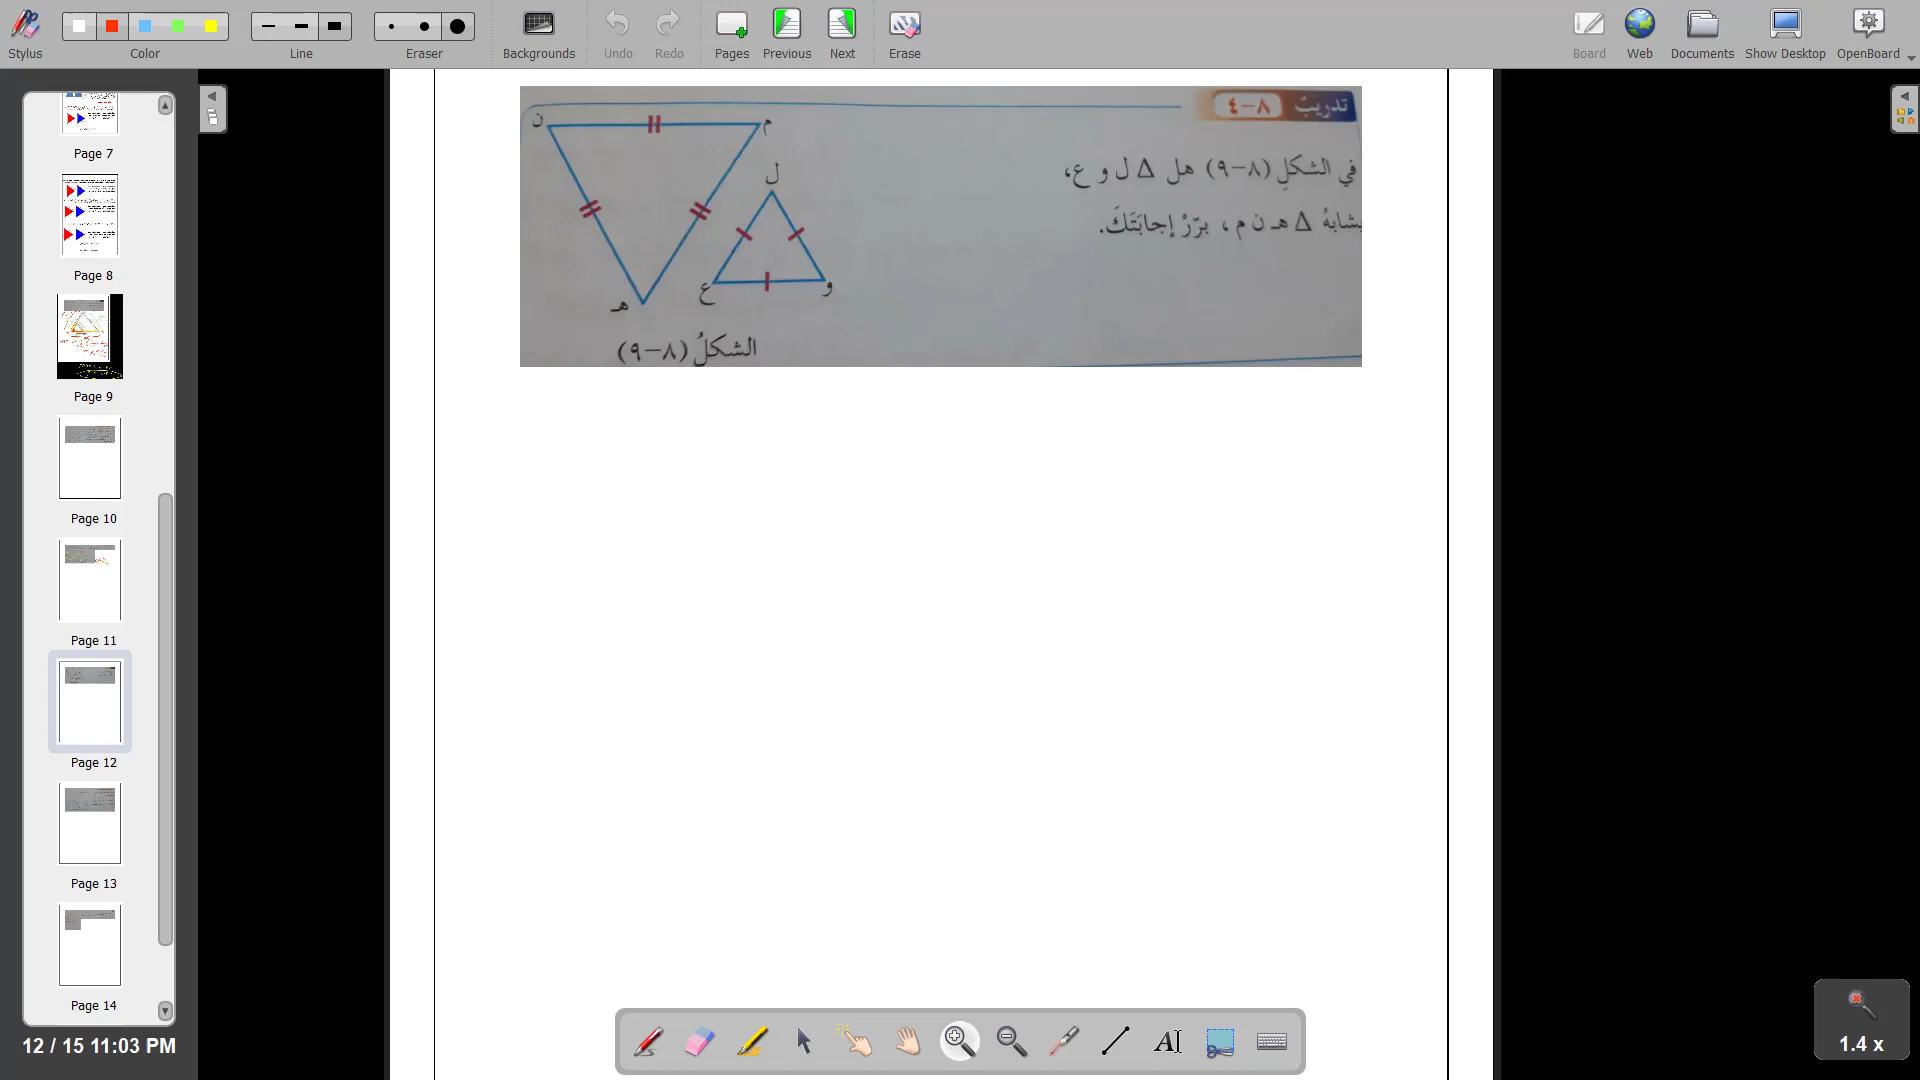 Stylus
Color
Line
Eraser
Backgrounds
Undo
Redo
Pages
Previous
Next
Erase
Board
Web
Documents
Show Desktop
OpenBoard
Page 7
Page 8
Page 9
Page 10
Page 11
Page 12
Page 13
Page 14
12 / 15 11:03 PM
تدريبٌ ٨-٤
في الشكلِ (٨-٩) هل Δ ل و ع،
يشابهُ Δ هـ ن م ، برّرْ إجابَتَكَ.
ن
م
ل
ع
و
هـ
الشكلُ (٨-٩)
AI
1.4 x